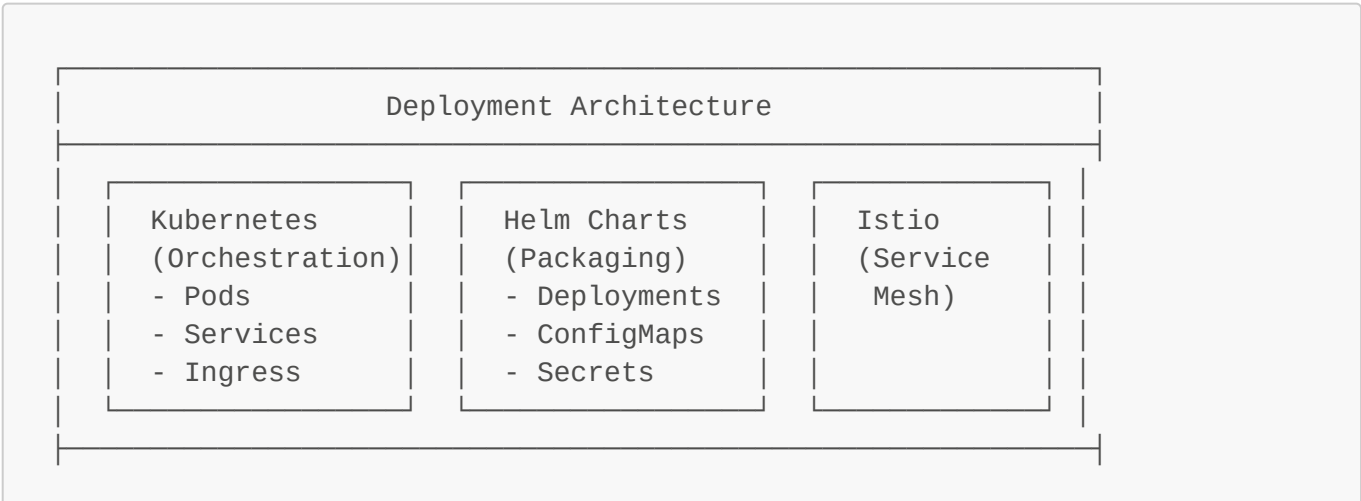 Deployment Architecture
Kubernetes Helm Charts Istio
(Orchestration) (Packaging) (Service
- Pods - Deployments Mesh)
- Services - ConfigMaps
- Ingress - Secrets